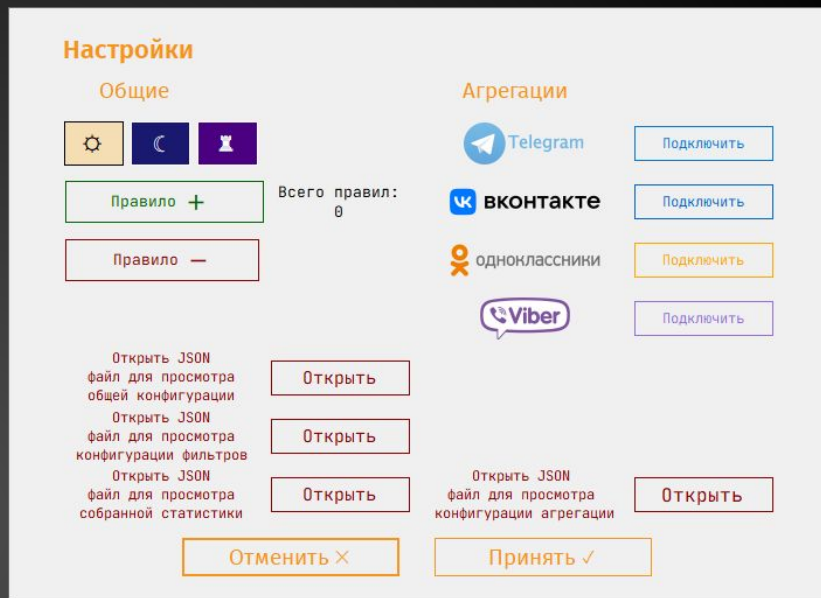 Настройки
Общие
Правило +
Всего правил:
0
Правило −
Открыть JSON
файл для просмотра
общей конфигурации
Открыть
Открыть JSON
файл для просмотра
конфигурации фильтров
Открыть
Открыть JSON
файл для просмотра
собранной статистики
Открыть
Агрегации
Telegram
Подключить
вконтакте
Подключить
одноклассники
Подключить
Viber
Подключить
Открыть JSON
файл для просмотра
конфигурации агрегации
Открыть
Отменить ×
Принять ✓